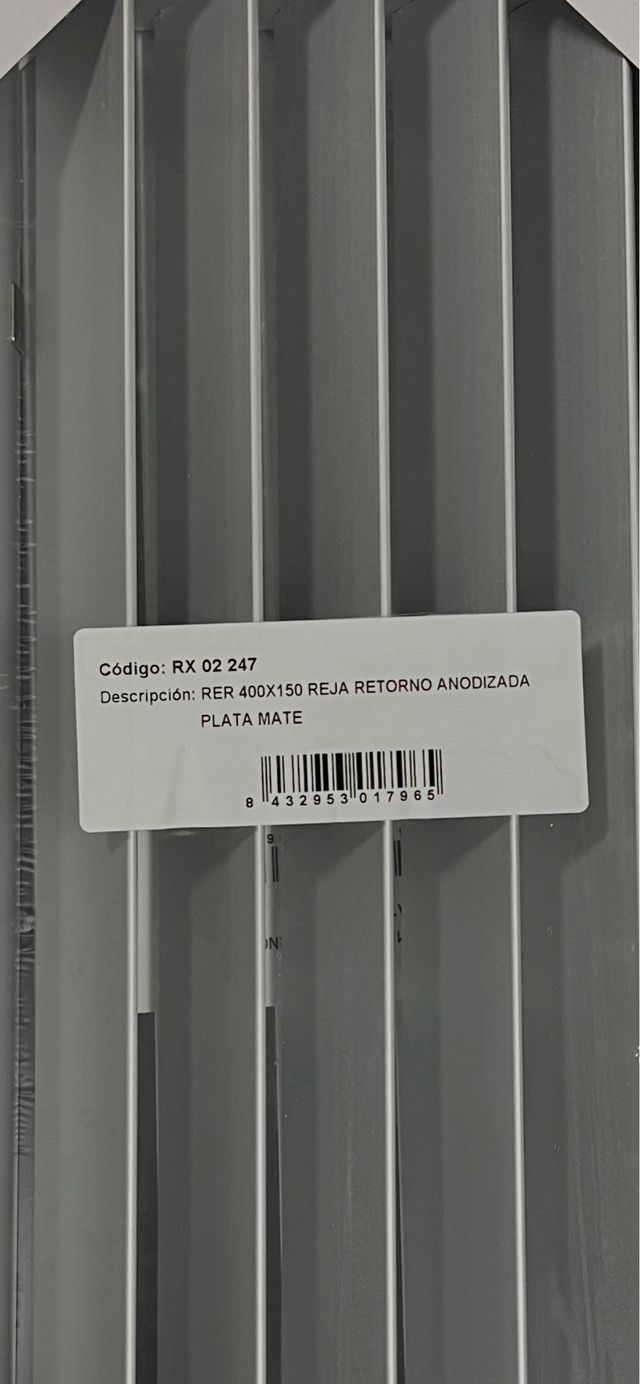 Código: RX 02 247
Descripción: RER 400X150 REJA RETORNO ANODIZADA
PLATA MATE
8 432953 017965